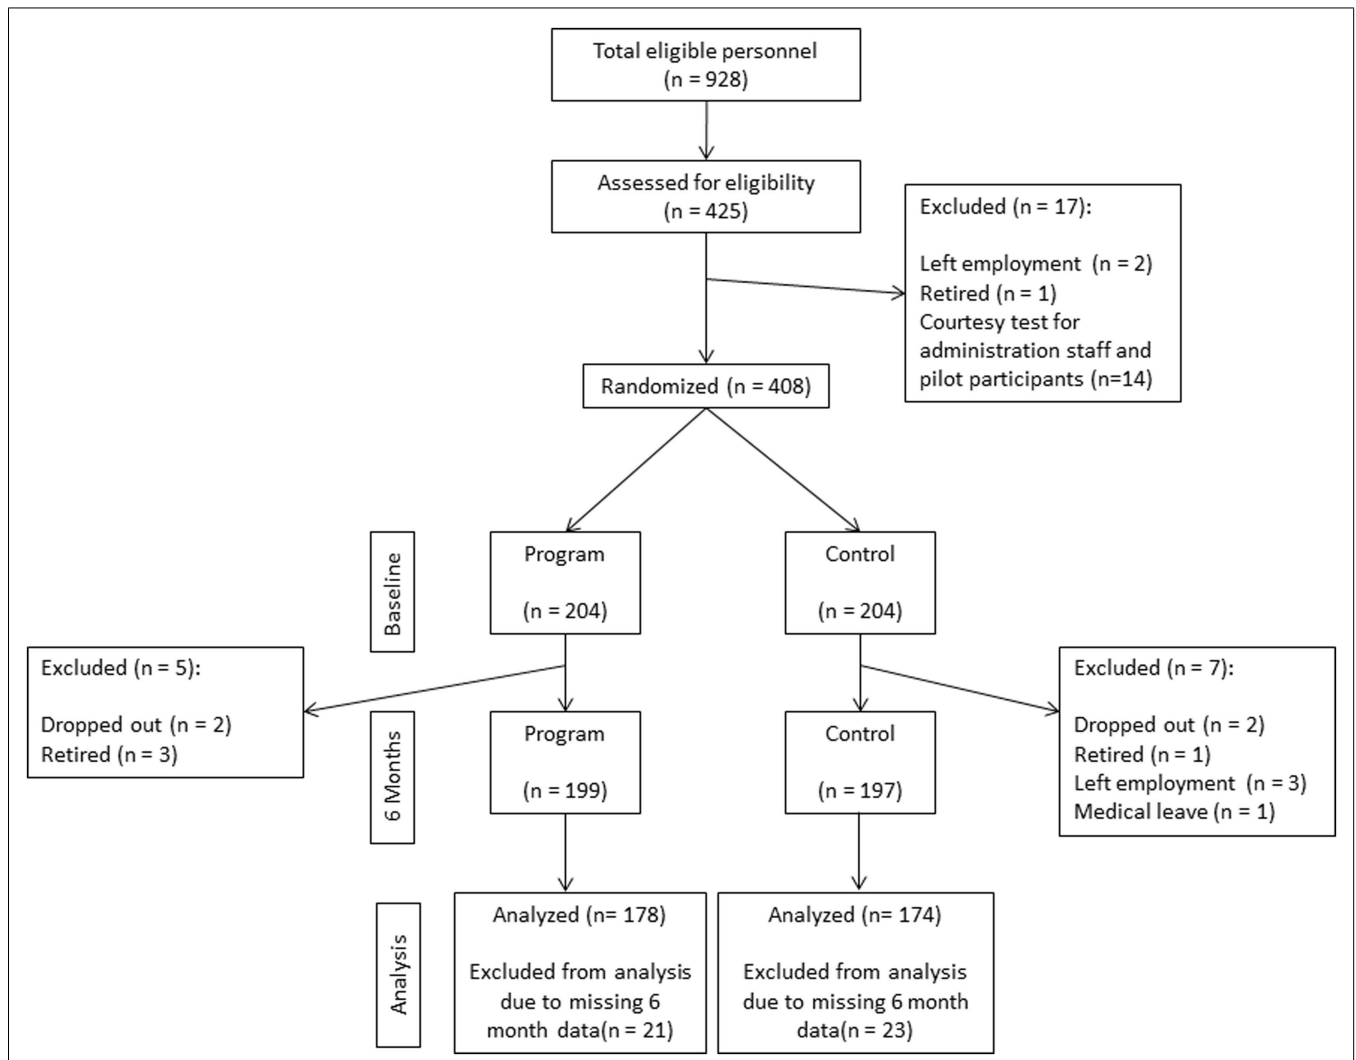 Total eligible personnel
(n = 928)
Assessed for eligibility
(n = 425)
Excluded (n = 17):
Left employment (n = 2)
Retired (n = 1)
Courtesy test for
administration staff and
pilot participants (n=14)
Randomized (n = 408)
Baseline
Program
(n = 204)
Control
(n = 204)
Excluded (n = 5):
Dropped out (n = 2)
Retired (n = 3)
Excluded (n = 7):
Dropped out (n = 2)
Retired (n = 1)
Left employment (n = 3)
Medical leave (n = 1)
6 Months
Program
(n = 199)
Control
(n = 197)
Analysis
Analyzed (n= 178)
Excluded from analysis
due to missing 6
month data(n = 21)
Analyzed (n= 174)
Excluded from analysis
due to missing 6 month
data(n = 23)